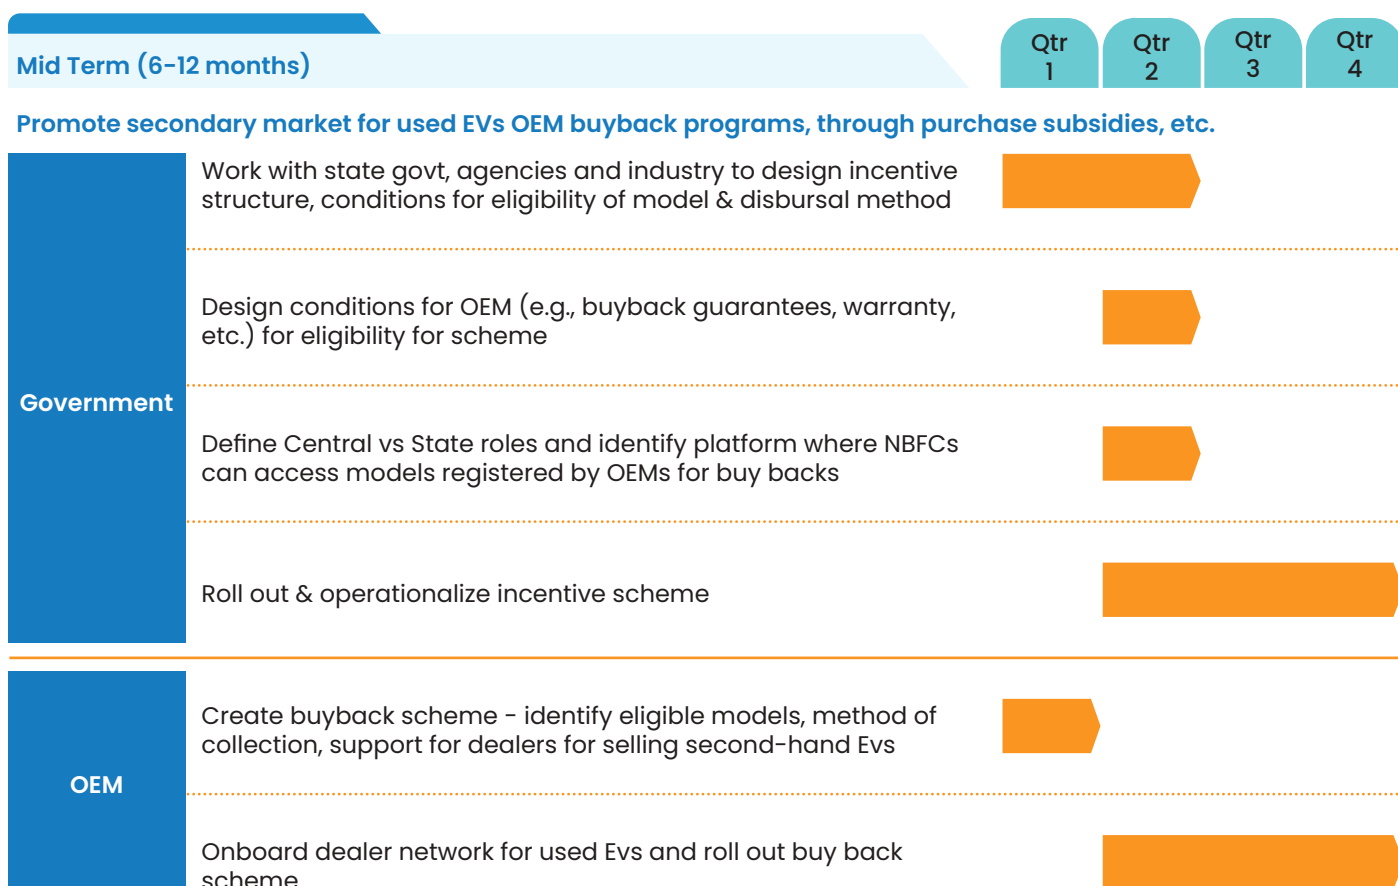 Mid Term (6-12 months)
Qtr
1
Qtr
2
Qtr
3
Qtr
4
Promote secondary market for used EVs OEM buyback programs, through purchase subsidies, etc.
Government
Work with state govt, agencies and industry to design incentive
structure, conditions for eligibility of model & disbursal method
Design conditions for OEM (e.g., buyback guarantees, warranty,
etc.) for eligibility for scheme
Define Central vs State roles and identify platform where NBFCs
can access models registered by OEMs for buy backs
Roll out & operationalize incentive scheme
OEM
Create buyback scheme - identify eligible models, method of
collection, support for dealers for selling second-hand Evs
Onboard dealer network for used Evs and roll out buy back
scheme